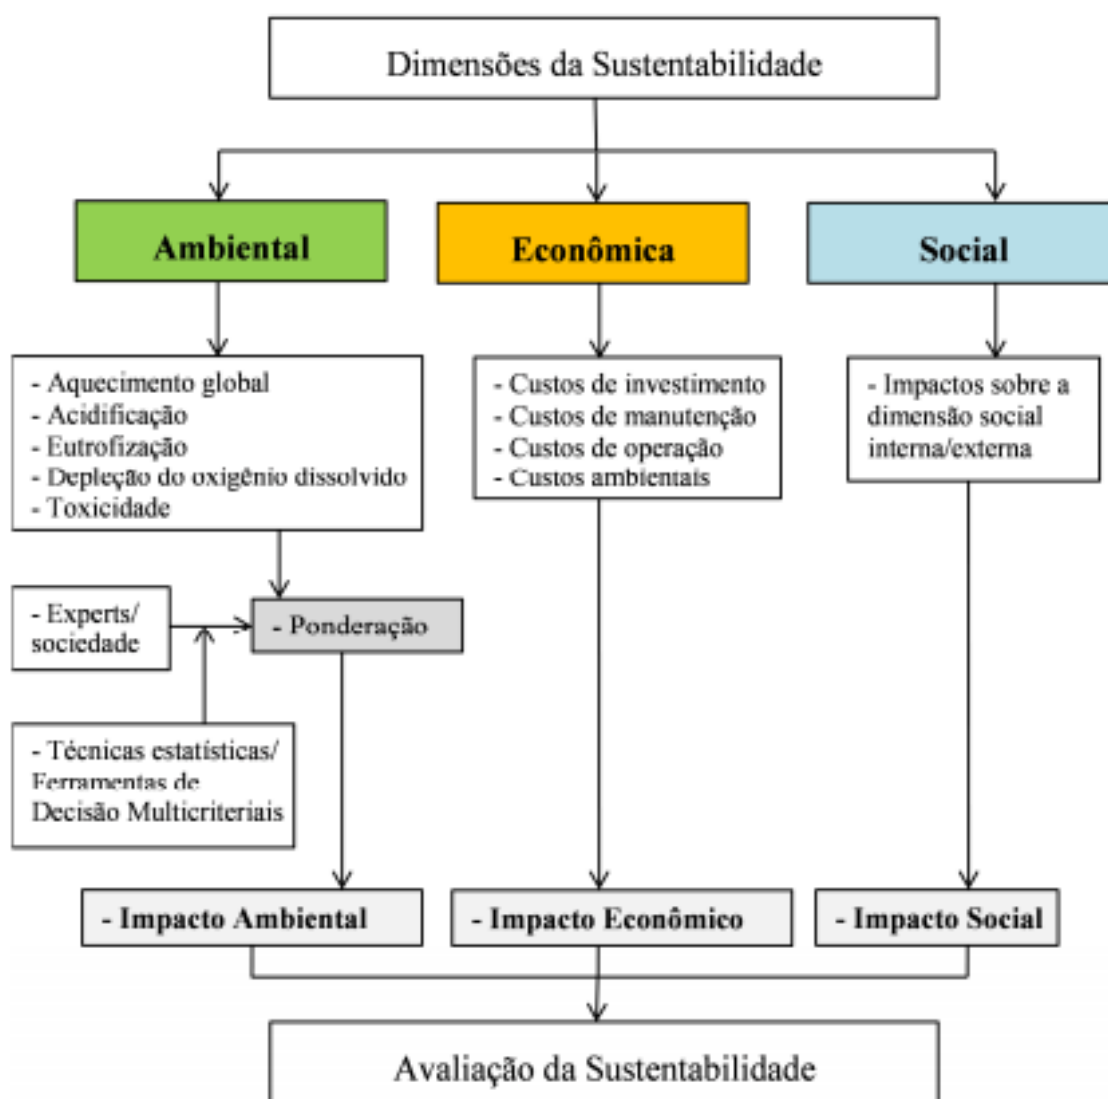 Dimensões da Sustentabilidade
Ambiental
Econômica
Social
- Aquecimento global
- Acidificação
- Eutrofização
- Depleção do oxigênio dissolvido
- Toxicidade
- Custos de investimento
- Custos de manutenção
- Custos de operação
- Custos ambientais
- Impactos sobre a
dimensão social
interna/externa
- Experts/
sociedade
- Ponderação
- Técnicas estatísticas/
Ferramentas de
Decisão Multicriteriais
- Impacto Ambiental
- Impacto Econômico
- Impacto Social
Avaliação da Sustentabilidade